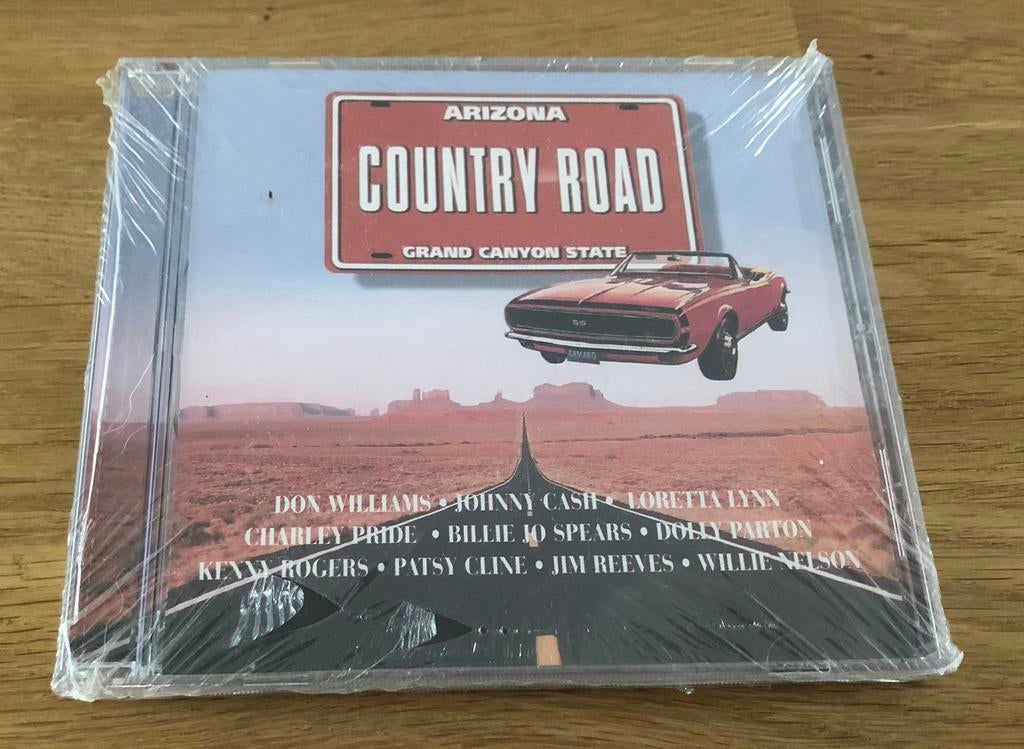 ARIZONA
COUNTRY ROAD
GRAND CANYON STATE
SS
CAMARO
DON WILLIAMS • JOHNNY CASH • LORETTA LYNN
CHARLEY PRIDE • BILLIE JO SPEARS • DOLLY PARTON
KENNY ROGERS • PATSY CLINE • JIM REEVES • WILLIE NELSON